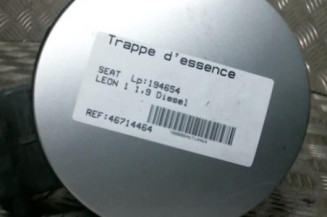 Trappe d'essence
SEAT Lp:194654
LEON 1 1.9 Diesel
REF:46714464